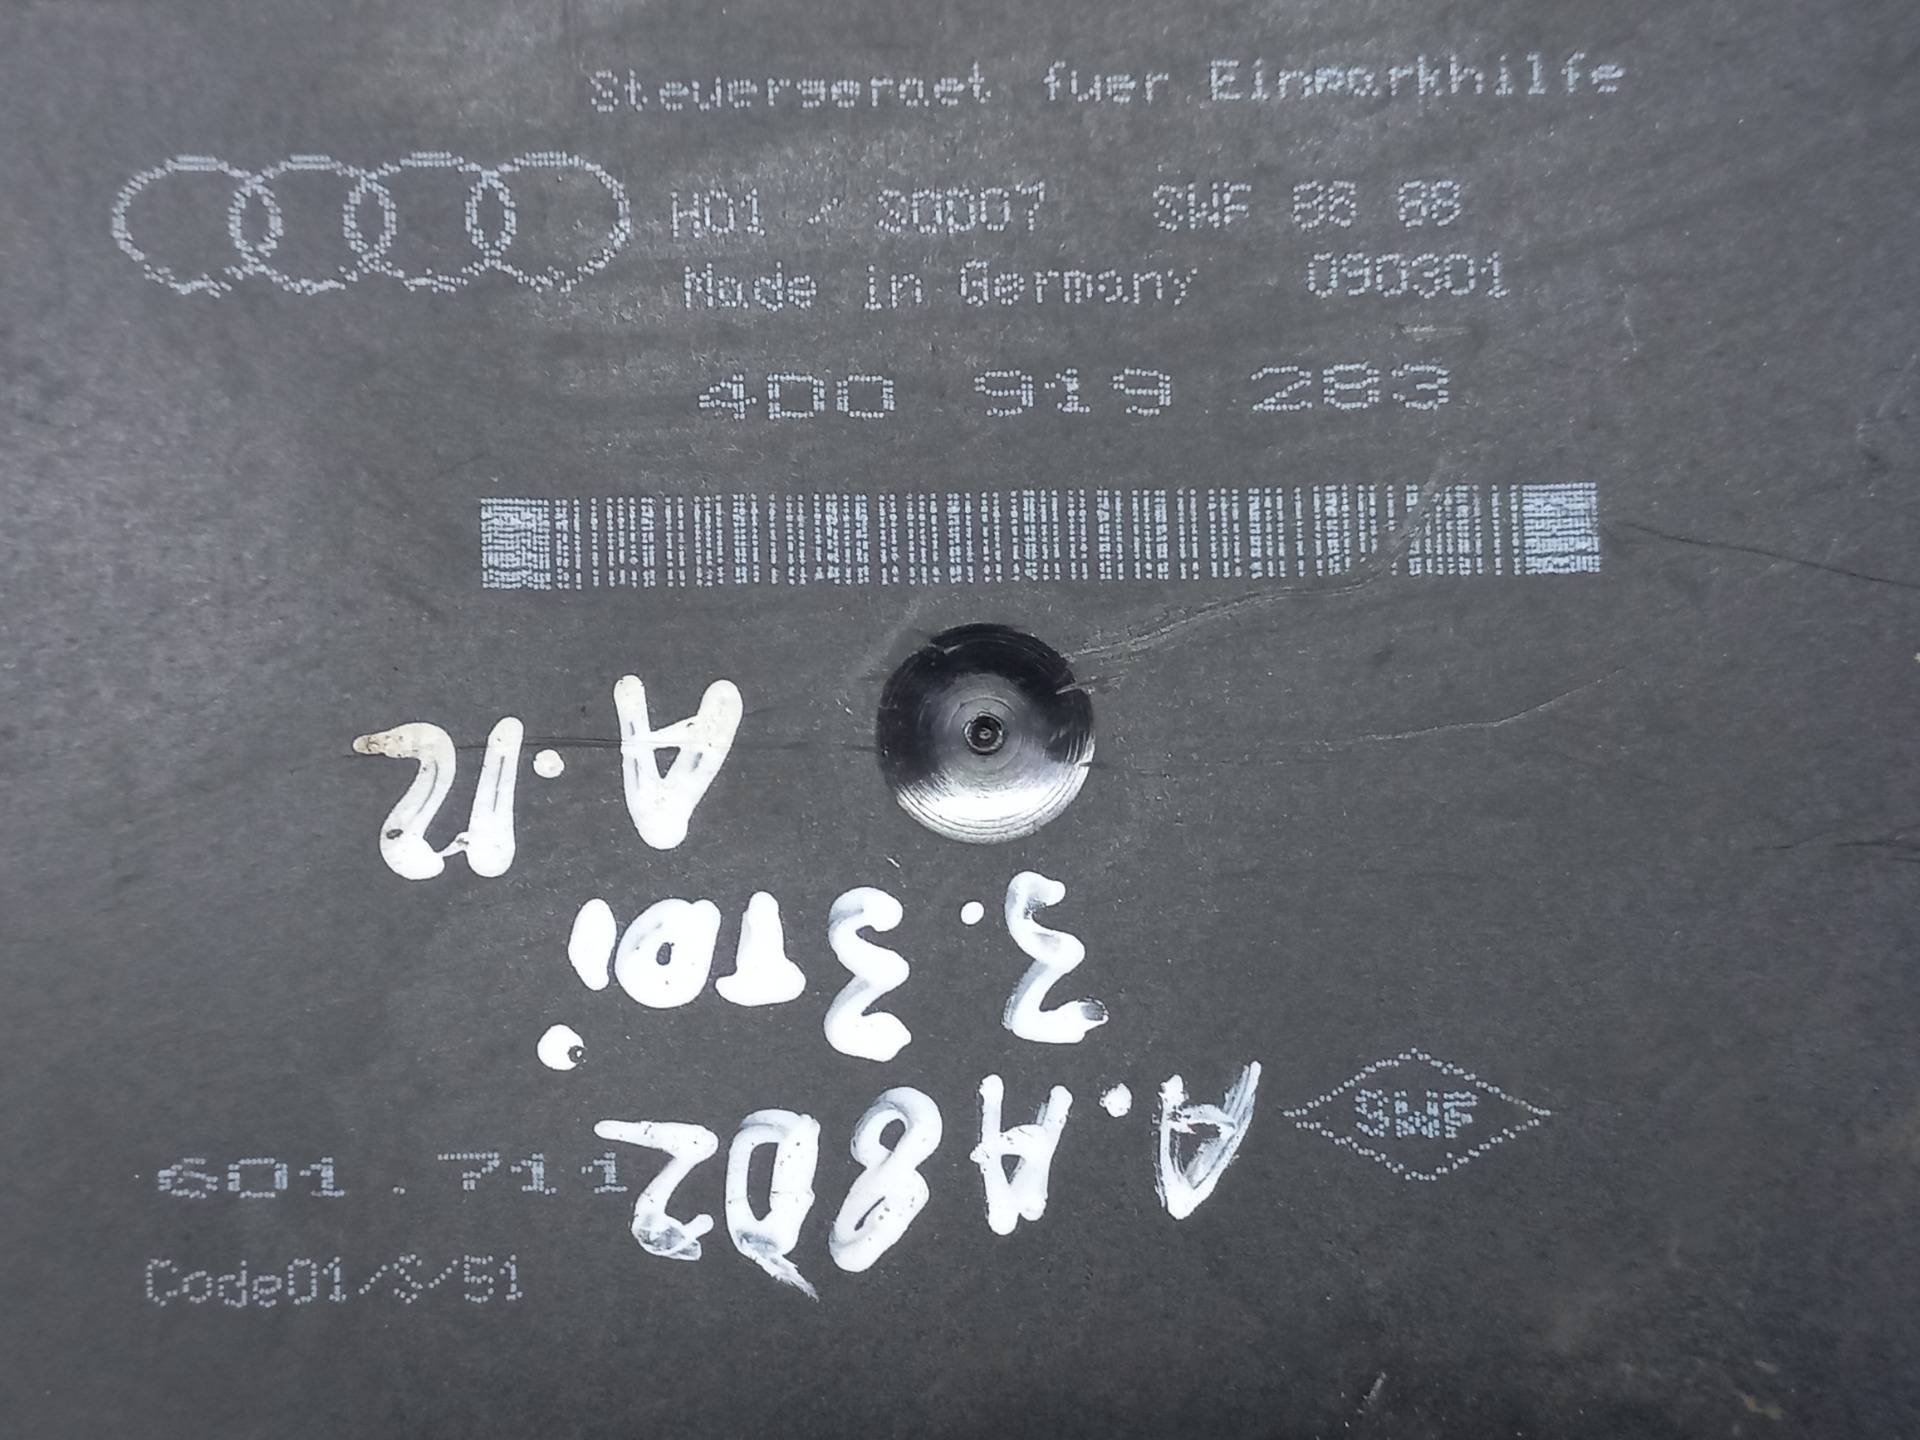 Steuergeraet fuer Einparkhilfe
H01 / S0007 SWF 88 88
Made in Germany 090301
4D0 919 283
SWF
601.711
Code01/S/51
A.A8D2.
3.3TDi
A.12